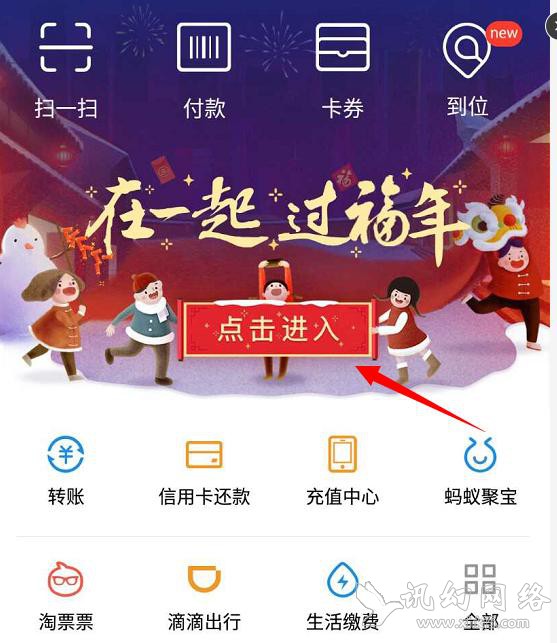 new
扫一扫 付款 卡券 到位
福
在一起 过福年
点击进入
转账 信用卡还款 充值中心 蚂蚁聚宝
淘票票 滴滴出行 生活缴费 全部
讯幻网络